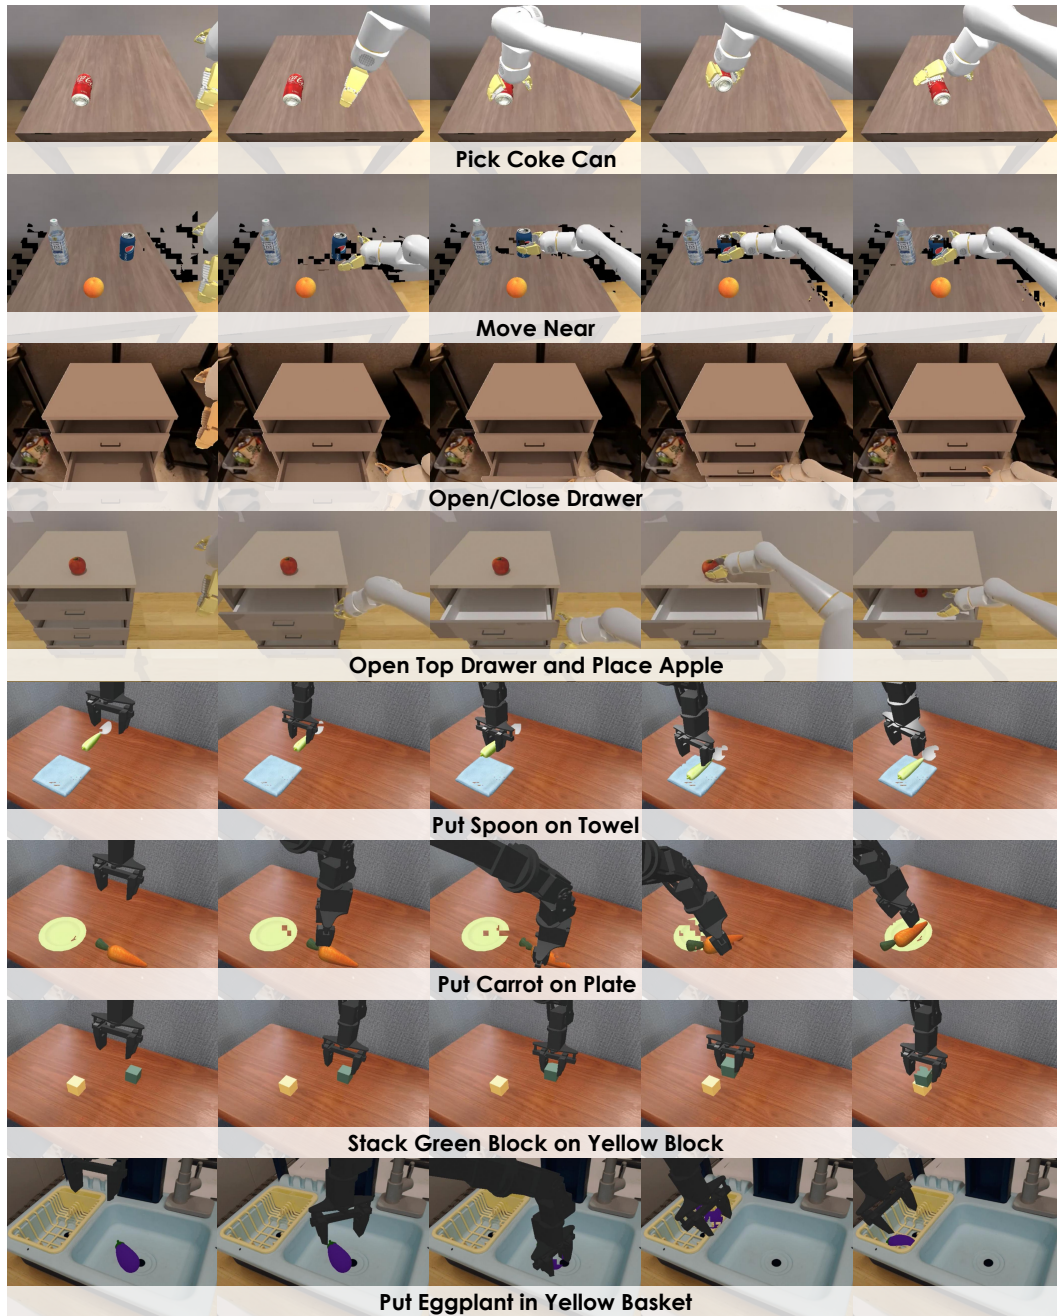 Pick Coke Can
Move Near
Open/Close Drawer
Open Top Drawer and Place Apple
Put Spoon on Towel
Put Carrot on Plate
Stack Green Block on Yellow Block
Put Eggplant in Yellow Basket